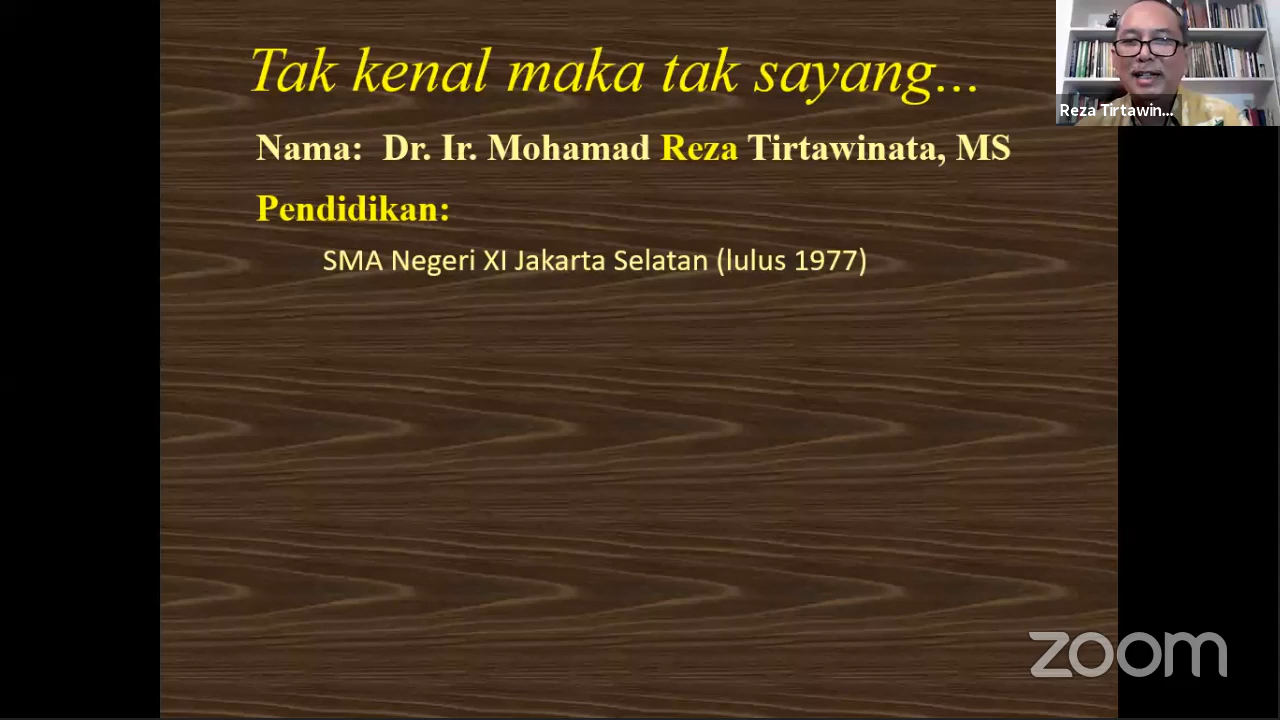 Tak kenal maka tak sayang...
Reza Tirtawin...
Nama: Dr. Ir. Mohamad Reza Tirtawinata, MS
Pendidikan:
SMA Negeri XI Jakarta Selatan (lulus 1977)
zoom